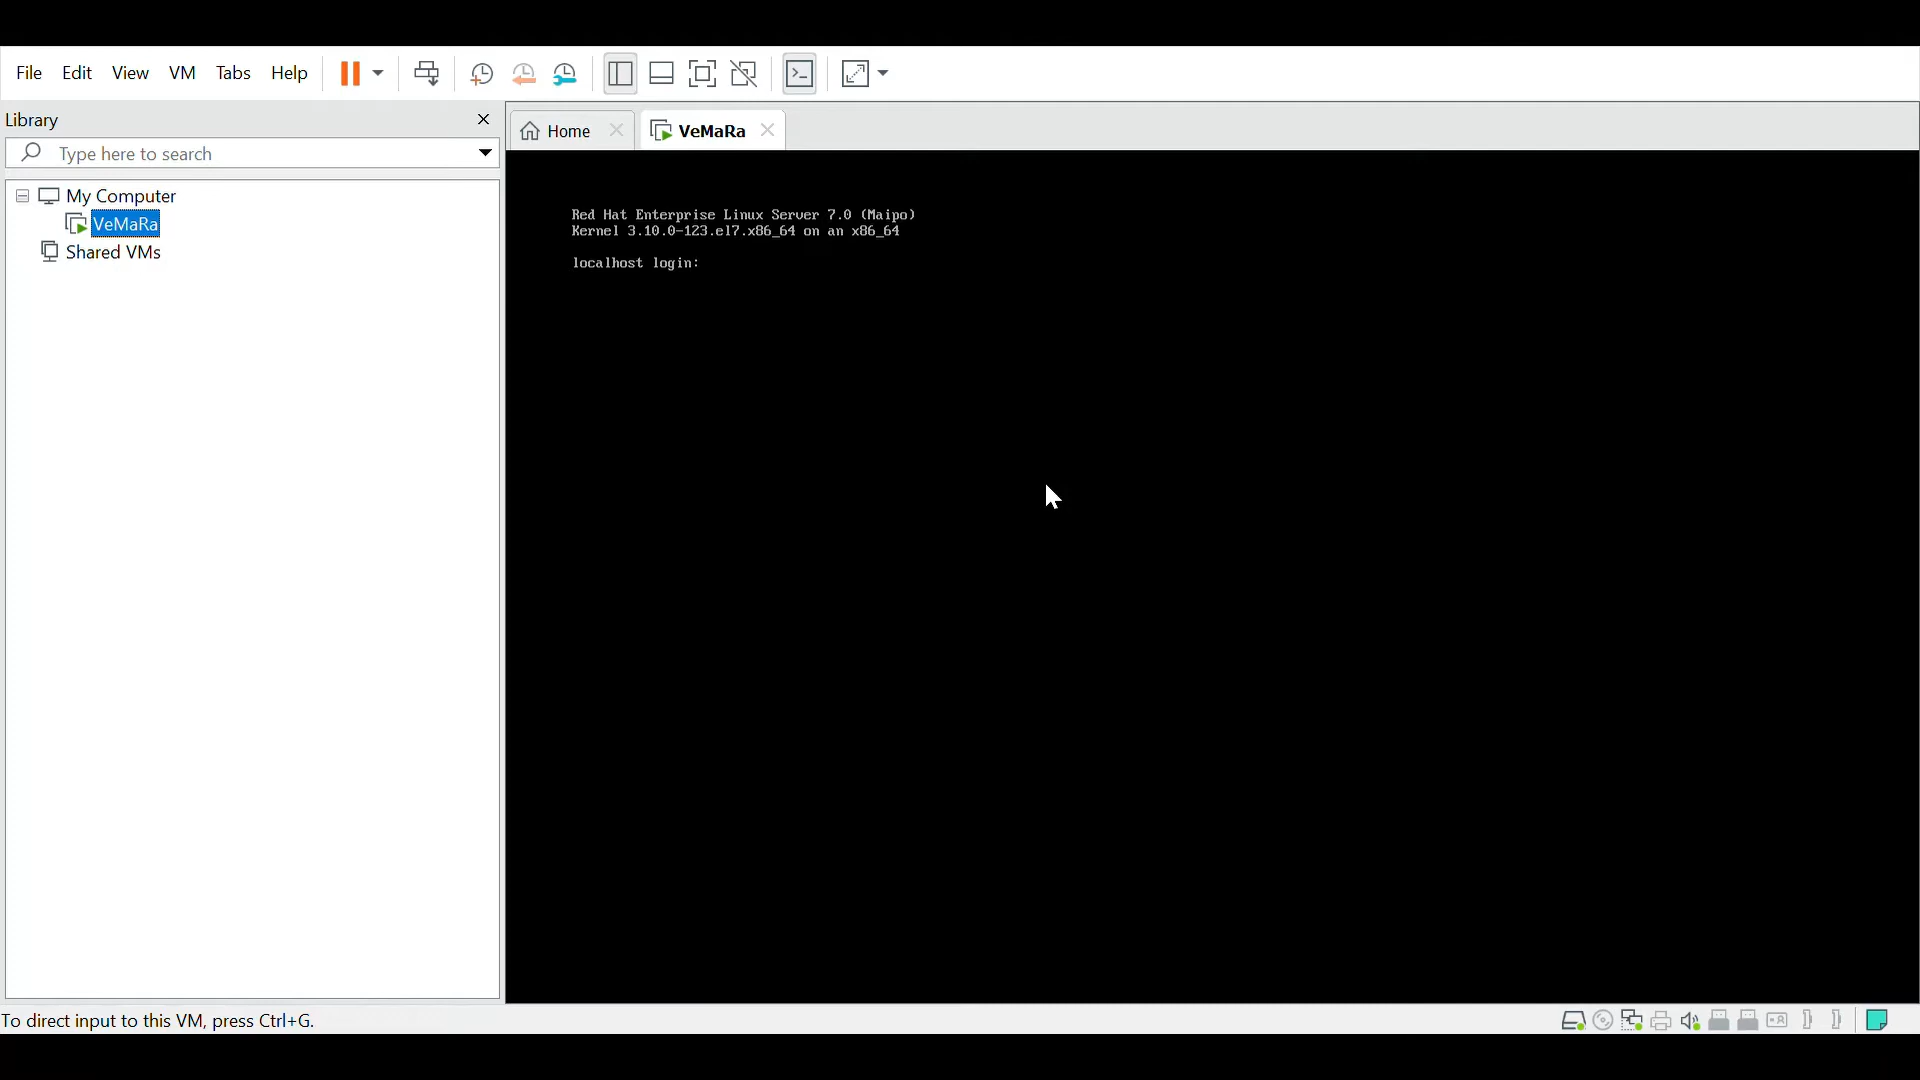 File Edit View VM Tabs Help
Library
Home VeMaRa
Type here to search
My Computer
VeMaRa
Shared VMs
Red Hat Enterprise Linux Server 7.0 (Maipo)
Kernel 3.10.0-123.el7.x86_64 on an x86_64
localhost login:
To direct input to this VM, press Ctrl+G.